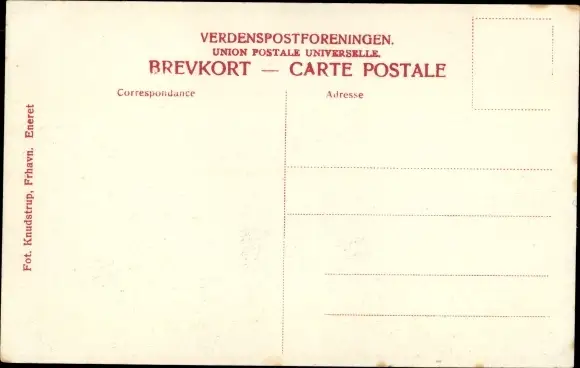 VERDENSPOSTFORENINGEN.
UNION POSTALE UNIVERSELLE.
BREVKORT — CARTE POSTALE
Correspondance
Adresse
Fot. Knudstrup, Frhavn. Eneret